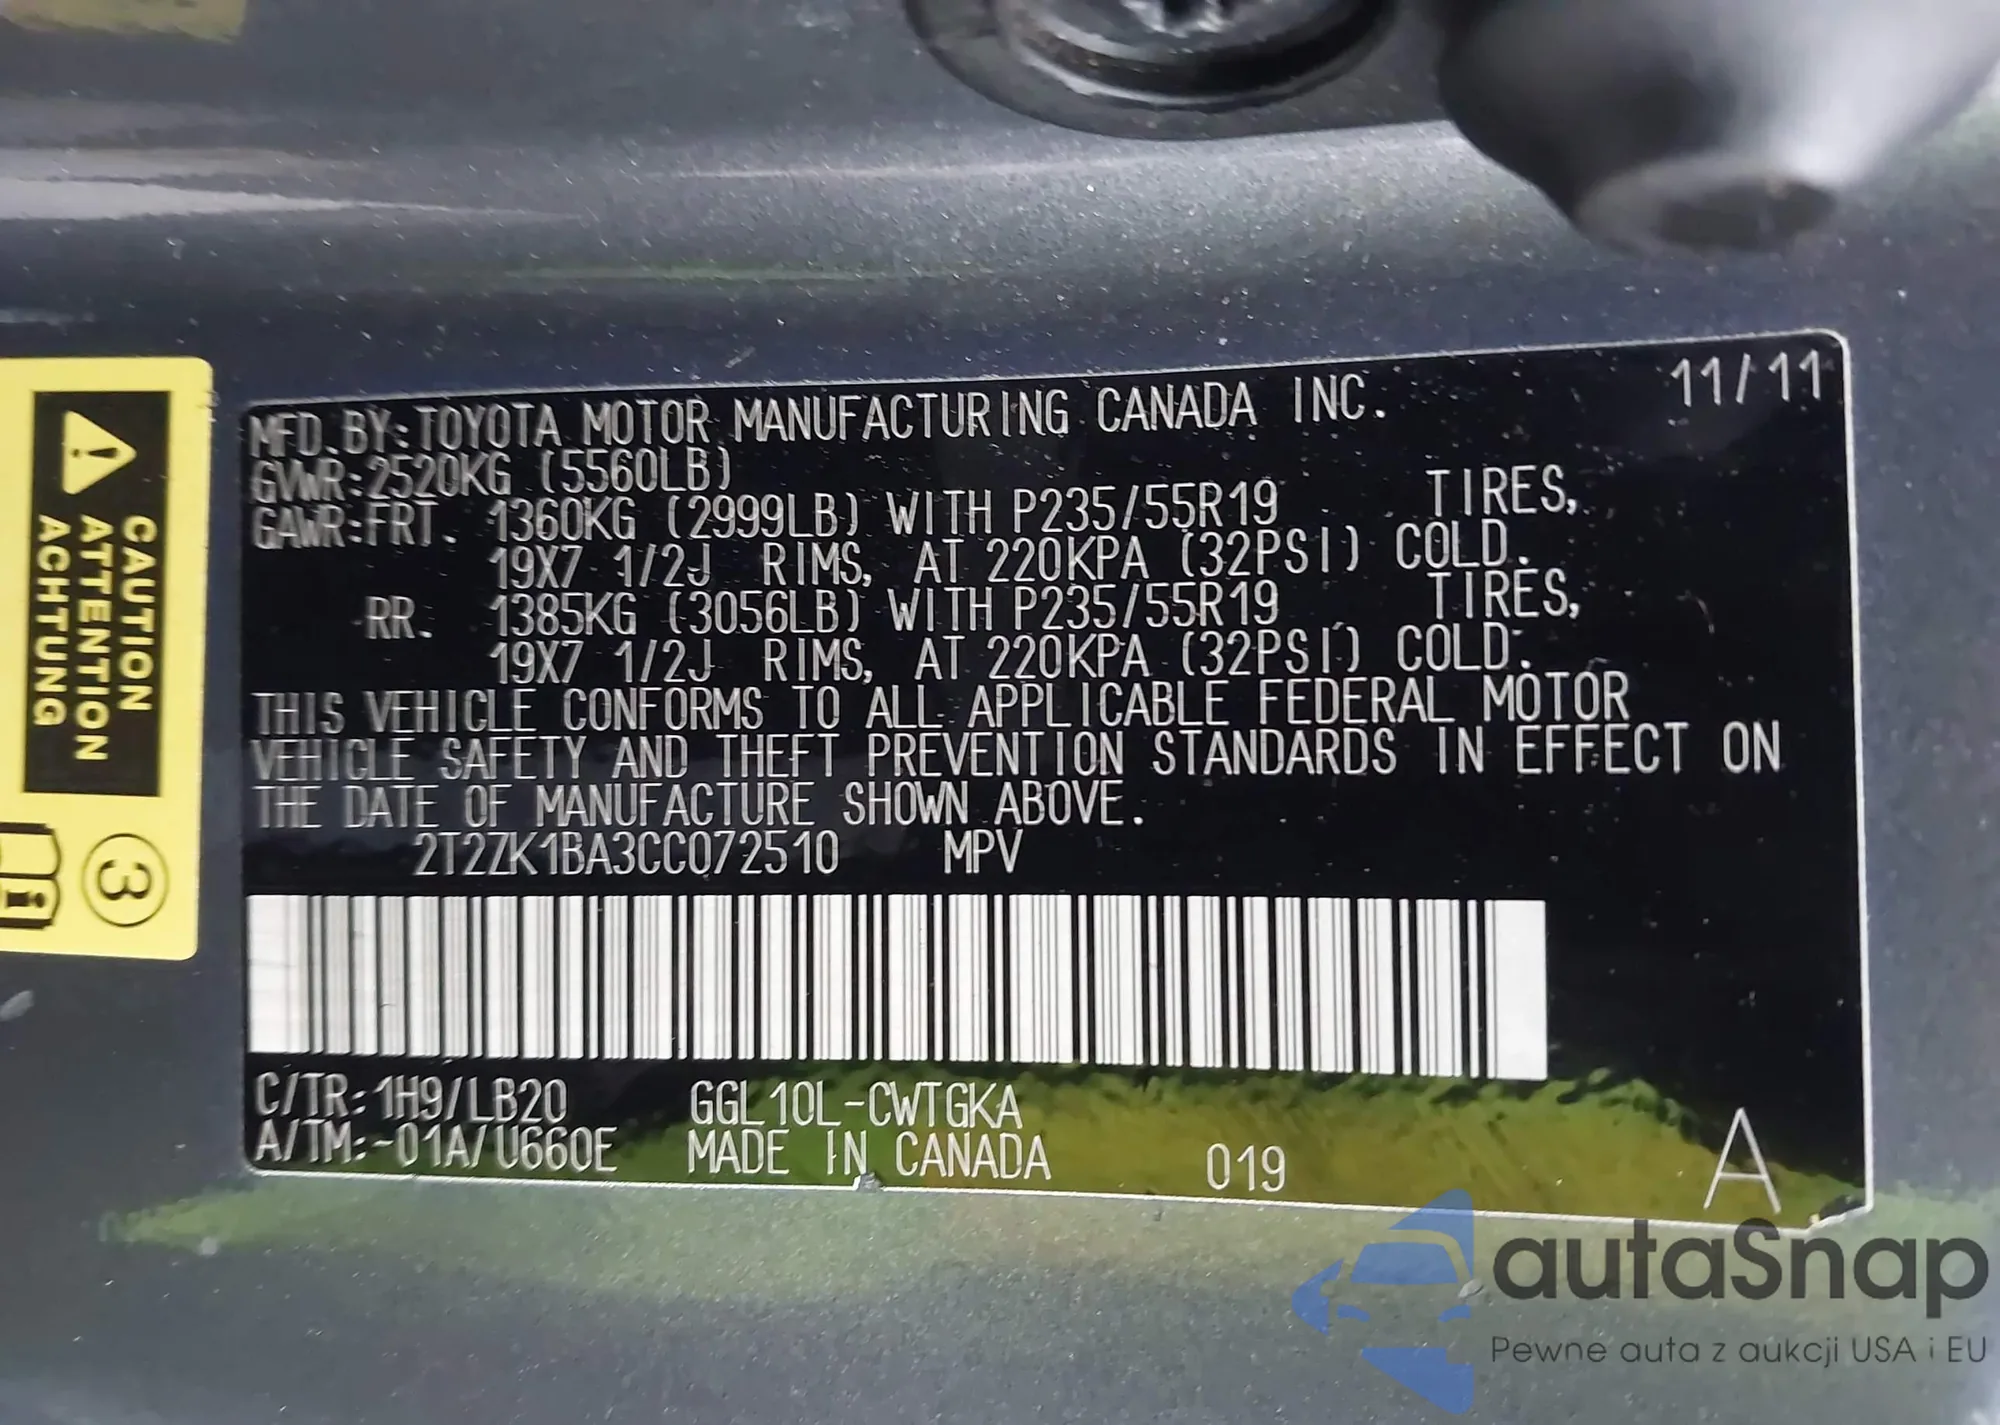 CAUTION
ATTENTION
ACHTUNG
3
11/11
MFD.BY:TOYOTA MOTOR MANUFACTURING CANADA INC.
GVWR:2520KG (5560LB)
GAWR:FRT. 1360KG (2999LB) WITH P235/55R19 TIRES,
19X7 1/2J RIMS, AT 220KPA (32PSI) COLD.
RR. 1385KG (3056LB) WITH P235/55R19 TIRES,
19X7 1/2J RIMS, AT 220KPA (32PSI) COLD.
THIS VEHICLE CONFORMS TO ALL APPLICABLE FEDERAL MOTOR
VEHICLE SAFETY AND THEFT PREVENTION STANDARDS IN EFFECT ON
THE DATE OF MANUFACTURE SHOWN ABOVE.
2T2ZK1BA3CC072510 MPV
C/TR:1H9/LB20 GGL10L-CWTGKA
A/TM:-01A/U660E MADE IN CANADA 019 A
autaSnap
Pewne auta z aukcji USA i EU